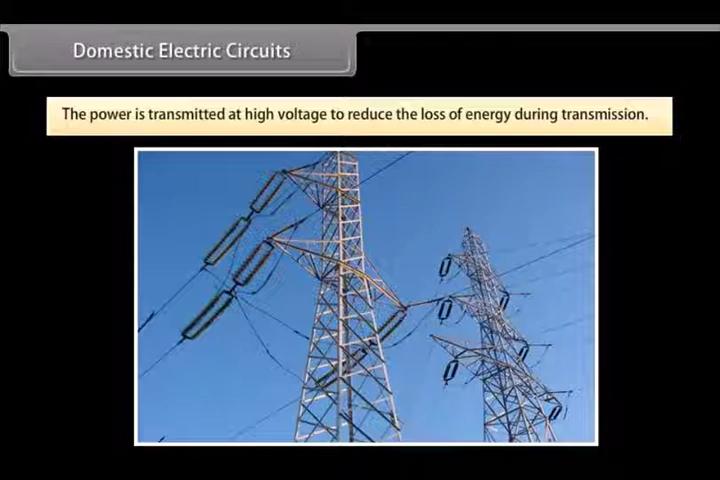 Domestic Electric Circuits
The power is transmitted at high voltage to reduce the loss of energy during transmission.